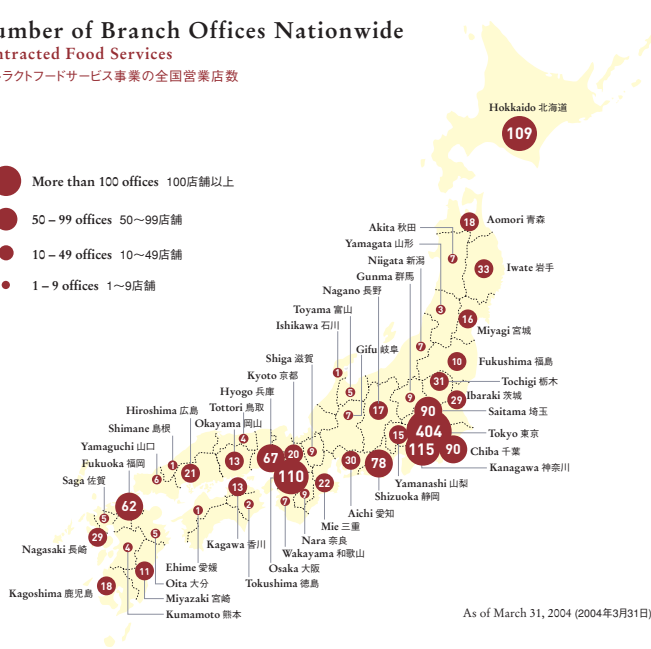 umber of Branch Offices Nationwide
ntracted Food Services
トラクトフードサービス事業の全国営業店数
Hokkaido 北海道
109
More than 100 offices 100店舗以上
50 – 99 offices 50〜99店舗
10 – 49 offices 10〜49店舗
1 – 9 offices 1〜9店舗
Aomori 青森
18
Akita 秋田
7
Yamagata 山形
3
Niigata 新潟
7
Iwate 岩手
33
Gunma 群馬
9
Nagano 長野
17
Toyama 富山
5
Miyagi 宮城
16
Ishikawa 石川
1
Gifu 岐阜
7
Fukushima 福島
10
Shiga 滋賀
9
Kyoto 京都
20
Tochigi 栃木
31
Hyogo 兵庫
67
Ibaraki 茨城
29
Tottori 鳥取
4
Saitama 埼玉
90
Hiroshima 広島
21
Okayama 岡山
13
Shimane 島根
1
Tokyo 東京
404
Yamaguchi 山口
6
Chiba 千葉
90
Fukuoka 福岡
62
Kanagawa 神奈川
115
Saga 佐賀
5
Yamanashi 山梨
15
Shizuoka 静岡
78
Aichi 愛知
30
Mie 三重
22
Nara 奈良
9
Nagasaki 長崎
29
Kagawa 香川
13
Wakayama 和歌山
7
Ehime 愛媛
1
Osaka 大阪
110
Oita 大分
5
Tokushima 徳島
2
Kagoshima 鹿児島
18
Miyazaki 宮崎
11
Kumamoto 熊本
4
As of March 31, 2004 (2004年3月31日)